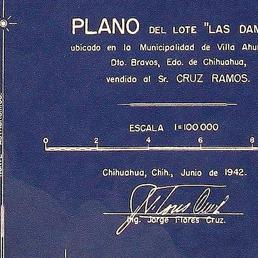 PLANO DEL LOTE "LAS DAM
ubicado en la Municipalidad de Villa Ahu
Dto. Bravos, Edo. de Chihuahua,
vendido al Sr. CRUZ RAMOS.
ESCALA 1=100 000
0 2 4 6 8
Chihuahua, Chih., Junio de 1942.
Ing. Jorge Flores Cruz.